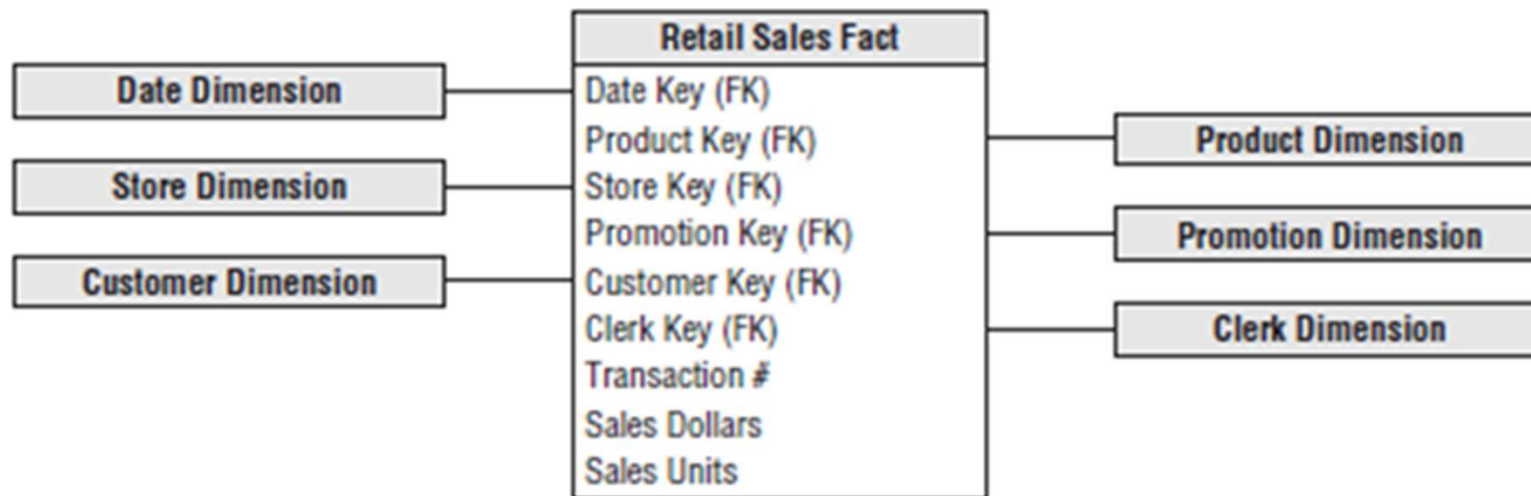 Retail Sales Fact
Date Dimension
Date Key (FK)
Product Key (FK)
Product Dimension
Store Dimension
Store Key (FK)
Promotion Key (FK)
Promotion Dimension
Customer Dimension
Customer Key (FK)
Clerk Key (FK)
Clerk Dimension
Transaction #
Sales Dollars
Sales Units